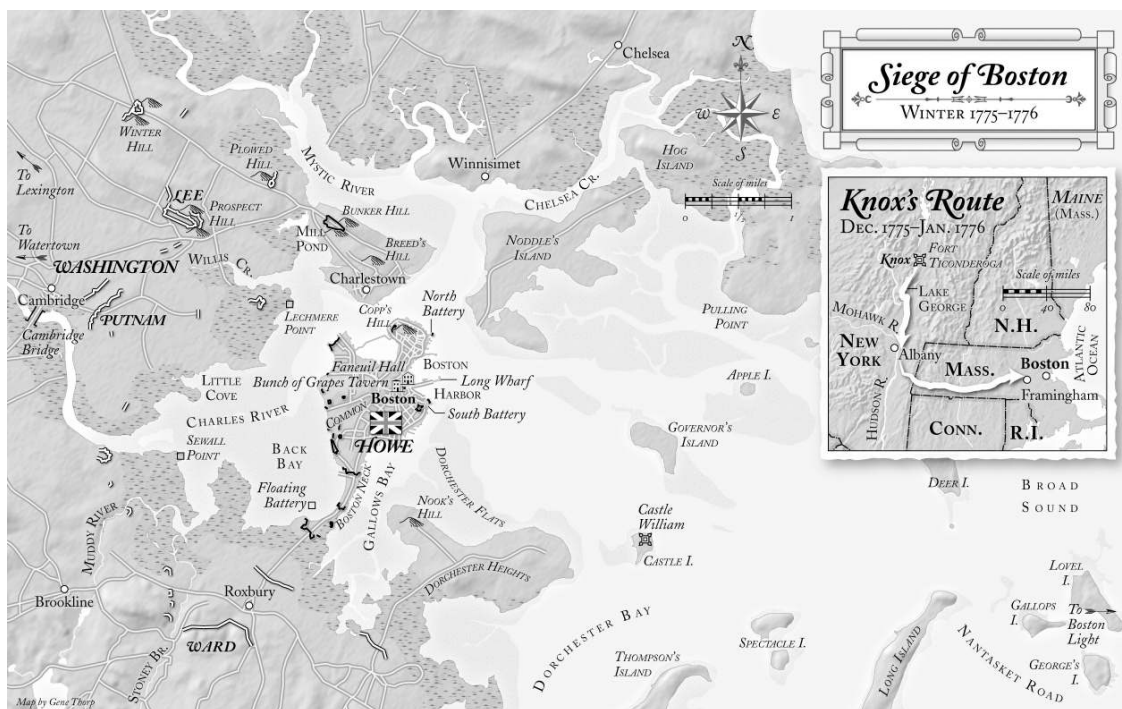 Siege of Boston
WINTER 1775–1776
Chelsea
N
W
E
S
WINTER
HILL
PLOWED
HILL
MYSTIC RIVER
Winnisimet
HOG
ISLAND
CHELSEA CR.
Scale of miles
0
½
1
To
Lexington
LEE
PROSPECT
HILL
BUNKER HILL
MILL
POND
BREED'S
HILL
NODDLE'S
ISLAND
To
Watertown
WASHINGTON
WILLIS CR.
Charlestown
Cambridge
PUTNAM
LECHMERE
POINT
COPP'S
HILL
North
Battery
PULLING
POINT
Cambridge
Bridge
Faneuil Hall
BOSTON
HARBOR
LITTLE
COVE
Bunch of Grapes Tavern
Long Wharf
APPLE I.
Boston
CHARLES RIVER
COMMON
South Battery
HOWE
SEWALL
POINT
BACK
BAY
GOVERNOR'S
ISLAND
Floating
Battery
BOSTON NECK
GALLOWS BAY
DORCHESTER FLATS
NOOK'S
HILL
MUDDY RIVER
Castle
William
CASTLE I.
DORCHESTER HEIGHTS
Brookline
Roxbury
WARD
STONEY BR.
DORCHESTER BAY
SPECTACLE I.
THOMPSON'S
ISLAND
LONG ISLAND
NANTASKET ROAD
DEER I.
BROAD
SOUND
LOVEL
I.
GALLOPS
I.
To
Boston
Light
GEORGE'S
I.
Map by Gene Thorp
Knox's Route
DEC. 1775–JAN. 1776
MAINE
(MASS.)
Knox
FORT
TICONDEROGA
Scale of miles
0
40
80
LAKE
GEORGE
MOHAWK R.
N.H.
NEW
YORK
Albany
MASS.
Boston
Framingham
ATLANTIC
OCEAN
HUDSON R.
CONN.
R.I.